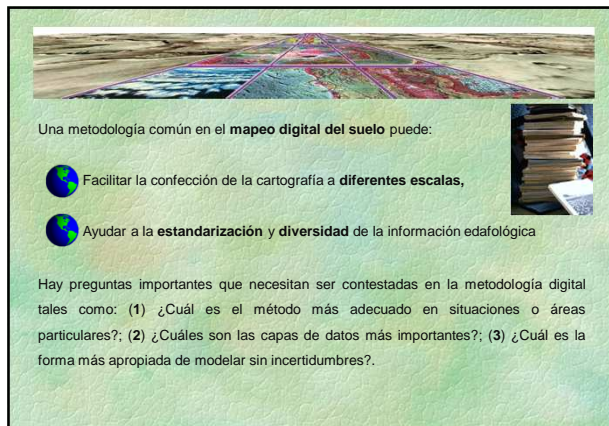 Una metodología común en el mapeo digital del suelo puede:
Facilitar la confección de la cartografía a diferentes escalas,
Ayudar a la estandarización y diversidad de la información edafológica
Hay preguntas importantes que necesitan ser contestadas en la metodología digital
tales como: (1) ¿Cuál es el método más adecuado en situaciones o áreas
particulares?; (2) ¿Cuáles son las capas de datos más importantes?; (3) ¿Cuál es la
forma más apropiada de modelar sin incertidumbres?.